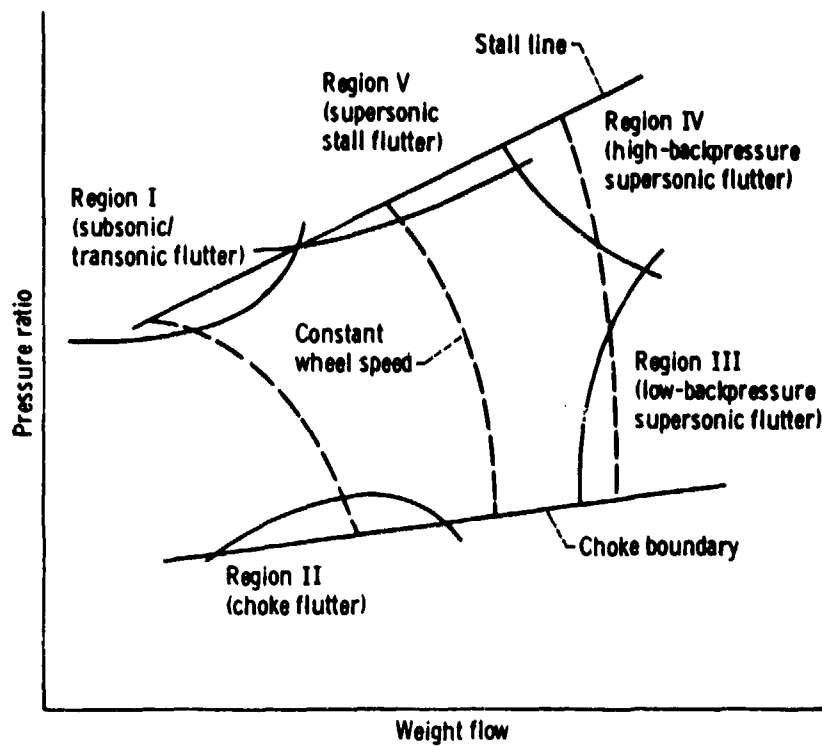 Stall line
Region V
(supersonic
stall flutter)
Region IV
(high-backpressure
supersonic flutter)
Region I
(subsonic/
transonic flutter)
Constant
wheel speed
Region III
(low-backpressure
supersonic flutter)
Pressure ratio
Choke boundary
Region II
(choke flutter)
Weight flow